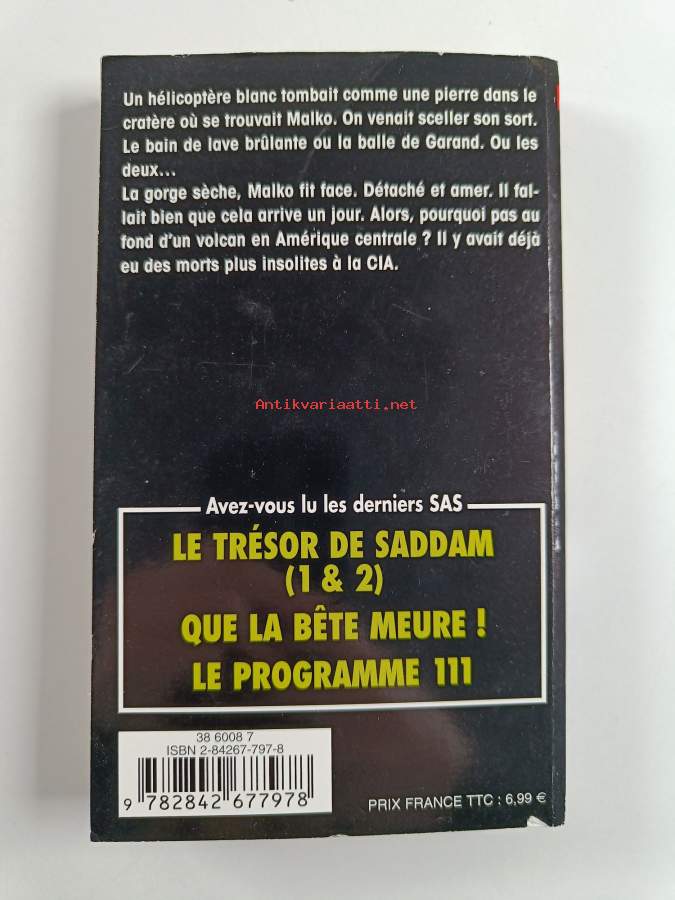 Un hélicoptère blanc tombait comme une pierre dans le
cratère où se trouvait Malko. On venait sceller son sort.
Le bain de lave brûlante ou la balle de Garand. Ou les
deux...
La gorge sèche, Malko fit face. Détaché et amer. Il fal-
lait bien que cela arrive un jour. Alors, pourquoi pas au
fond d'un volcan en Amérique centrale ? Il y avait déjà
eu des morts plus insolites à la CIA.
Antikvariaatti.net
Avez-vous lu les derniers SAS
LE TRÉSOR DE SADDAM
(1 & 2)
QUE LA BÊTE MEURE !
LE PROGRAMME 111
38 6008 7
ISBN 2-84267-797-8
9 782842 677978
PRIX FRANCE TTC : 6,99 €